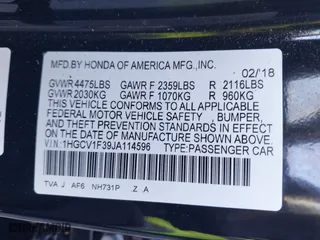 MFD.BY HONDA OF AMERICA MFG.,INC.
02/18
GVWR 4475LBS GAWR F 2359LBS R 2116LBS
GVWR 2030KG GAWR F 1070KG R 960KG
THIS VEHICLE CONFORMS TO ALL APPLICABLE
FEDERAL MOTOR VEHICLE SAFETY , BUMPER,
AND THEFT PREVENTION STANDARDS IN EFFECT
ON THE DATE OF MANUFACTURE SHOWN ABOVE.
V.I.N:1HGCV1F39JA114596 TYPE:PASSENGER CAR
TVA J AF6 NH731P Z A